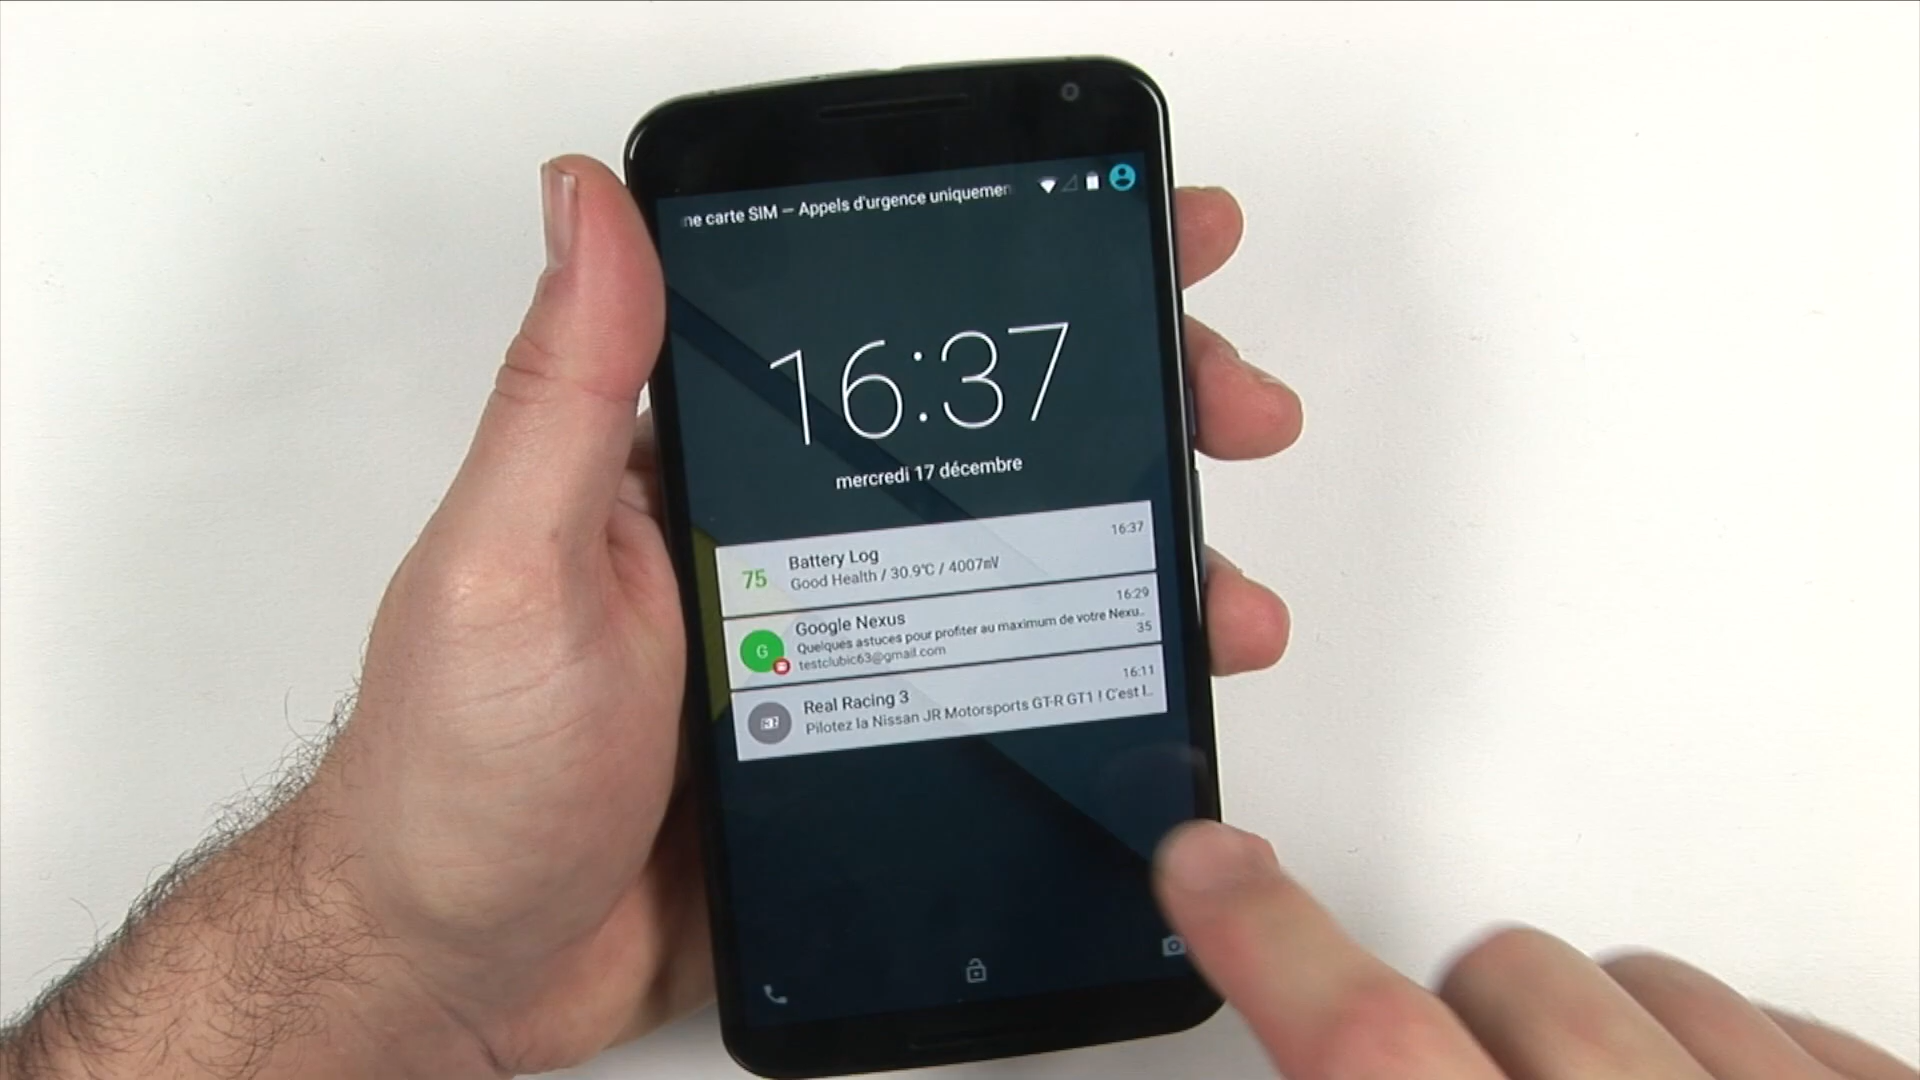 ne carte SIM — Appels d'urgence uniquemen
16:37
mercredi 17 décembre
75
Battery Log
16:37
Good Health / 30.9℃ / 4007mV
G
Google Nexus
16:29
Quelques astuces pour profiter au maximum de votre Nexu..
35
testclubic63@gmail.com
Real Racing 3
16:11
Pilotez la Nissan JR Motorsports GT-R GT1 ! C'est l..